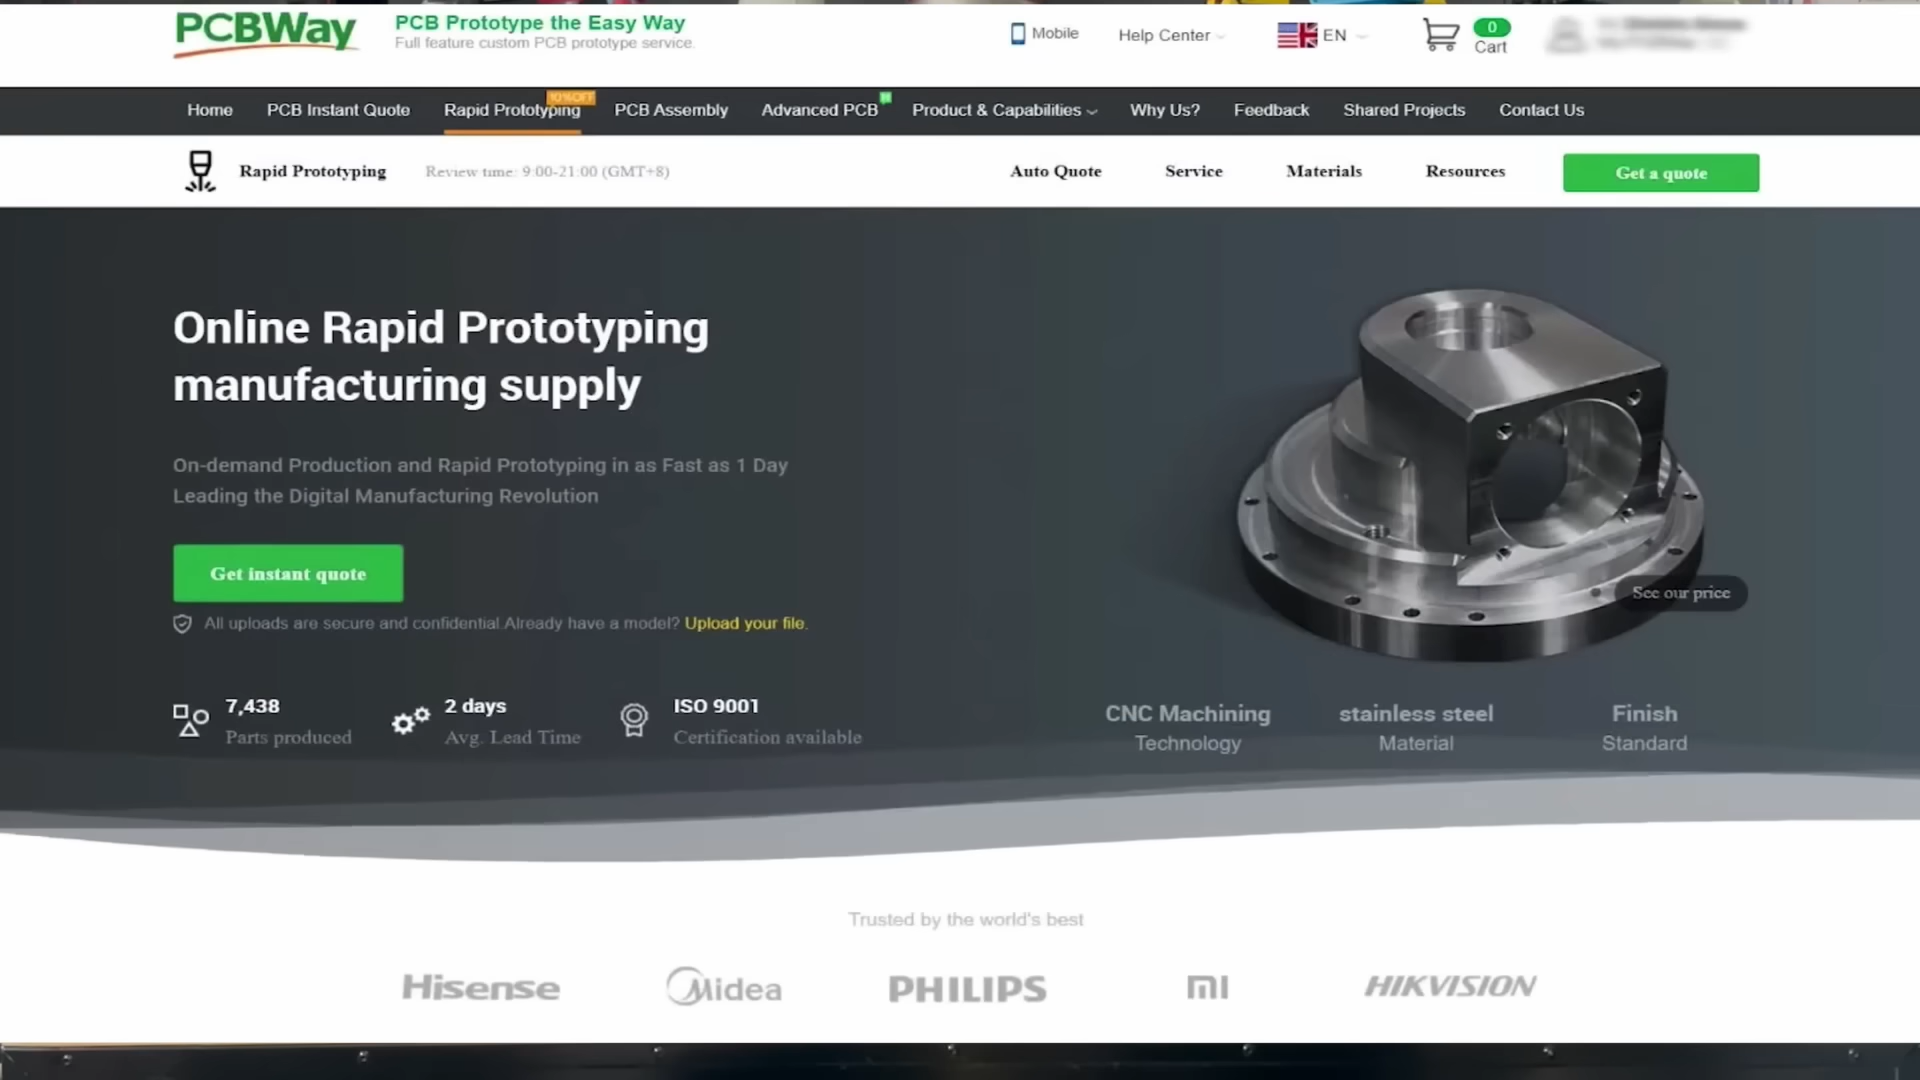 PCBWay
PCB Prototype the Easy Way
Full feature custom PCB prototype service.
Mobile
Help Center
EN
0
Cart
Home
PCB Instant Quote
Rapid Prototyping
10%OFF
PCB Assembly
Advanced PCB
Product & Capabilities
Why Us?
Feedback
Shared Projects
Contact Us
Rapid Prototyping
Review time: 9:00-21:00 (GMT+8)
Auto Quote
Service
Materials
Resources
Get a quote
Online Rapid Prototyping
manufacturing supply
On-demand Production and Rapid Prototyping in as Fast as 1 Day
Leading the Digital Manufacturing Revolution
Get instant quote
All uploads are secure and confidential.Already have a model? Upload your file.
See our price
7,438
Parts produced
2 days
Avg. Lead Time
ISO 9001
Certification available
CNC Machining
Technology
stainless steel
Material
Finish
Standard
Trusted by the world's best
Hisense
Midea
PHILIPS
MI
HIKVISION